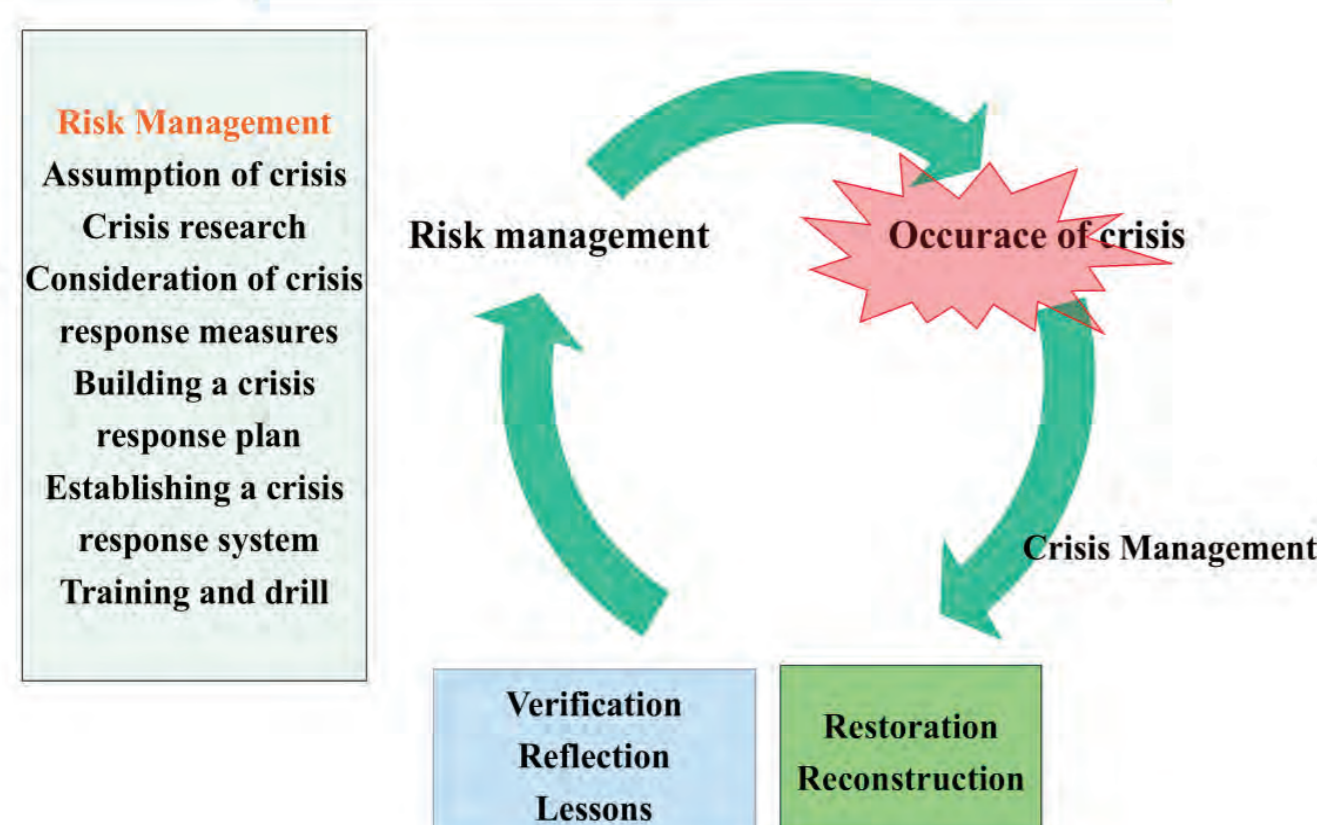 Risk Management
Assumption of crisis
Crisis research
Consideration of crisis
response measures
Building a crisis
response plan
Establishing a crisis
response system
Training and drill
Risk management
Occurace of crisis
Crisis Management
Verification
Reflection
Lessons
Restoration
Reconstruction